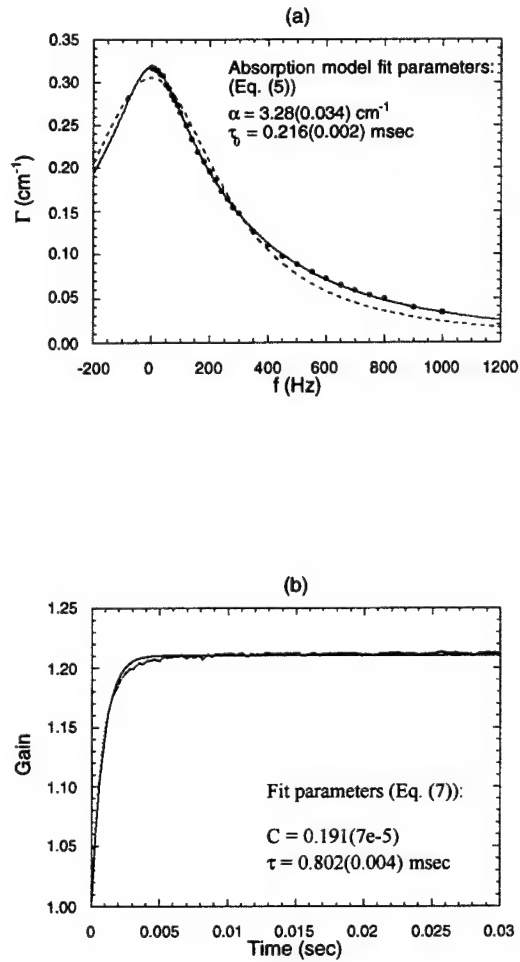 (a)
Absorption model fit parameters:
(Eq. (5))
α = 3.28(0.034) cm⁻¹
τ₀ = 0.216(0.002) msec
0.35
0.30
0.25
0.20
0.15
0.10
0.05
0.00
Γ (cm⁻¹)
-200 0 200 400 600 800 1000 1200
f (Hz)
(b)
1.25
1.20
1.15
1.10
1.05
1.00
Gain
Fit parameters (Eq. (7)):
C = 0.191(7e-5)
τ = 0.802(0.004) msec
0 0.005 0.01 0.015 0.02 0.025 0.03
Time (sec)